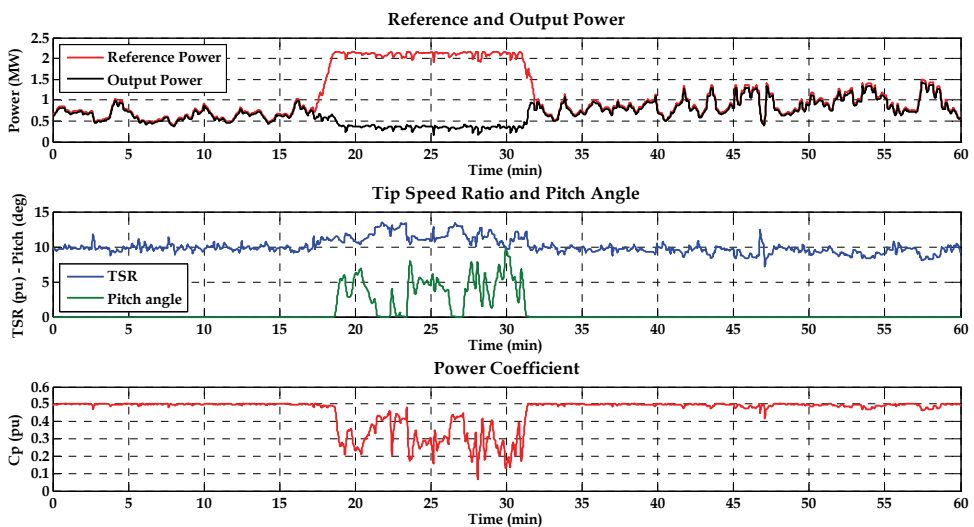 Reference and Output Power
Power (MW)
2.5
2
1.5
1
0.5
0
Reference Power
Output Power
0 5 10 15 20 25 30 35 40 45 50 55 60
Time (min)
Tip Speed Ratio and Pitch Angle
TSR (pu) - Pitch (deg)
15
10
5
0
TSR
Pitch angle
0 5 10 15 20 25 30 35 40 45 50 55 60
Time (min)
Power Coefficient
Cp (pu)
0.6
0.5
0.4
0.3
0.2
0.1
0
0 5 10 15 20 25 30 35 40 45 50 55 60
Time (min)